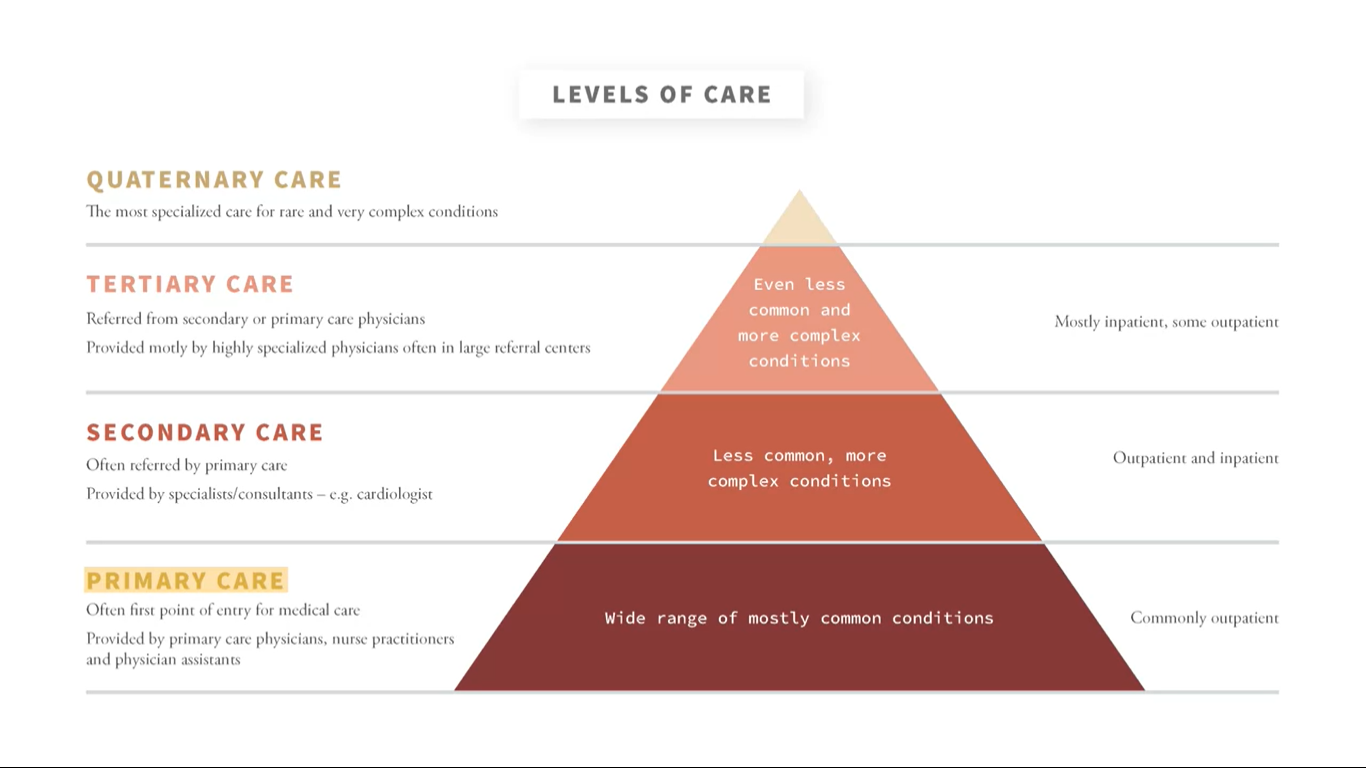 LEVELS OF CARE
QUATERNARY CARE
The most specialized care for rare and very complex conditions
TERTIARY CARE
Referred from secondary or primary care physicians
Provided motly by highly specialized physicians often in large referral centers
Even less
common and
more complex
conditions
Mostly inpatient, some outpatient
SECONDARY CARE
Often referred by primary care
Provided by specialists/consultants – e.g. cardiologist
Less common, more
complex conditions
Outpatient and inpatient
PRIMARY CARE
Often first point of entry for medical care
Provided by primary care physicians, nurse practitioners
and physician assistants
Wide range of mostly common conditions
Commonly outpatient